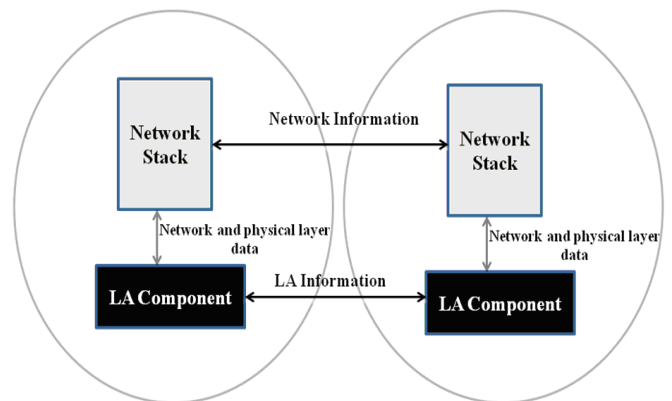 Network Information
Network
Stack
Network
Stack
Network and physical layer
data
Network and physical layer
data
LA Information
LA Component
LA Component